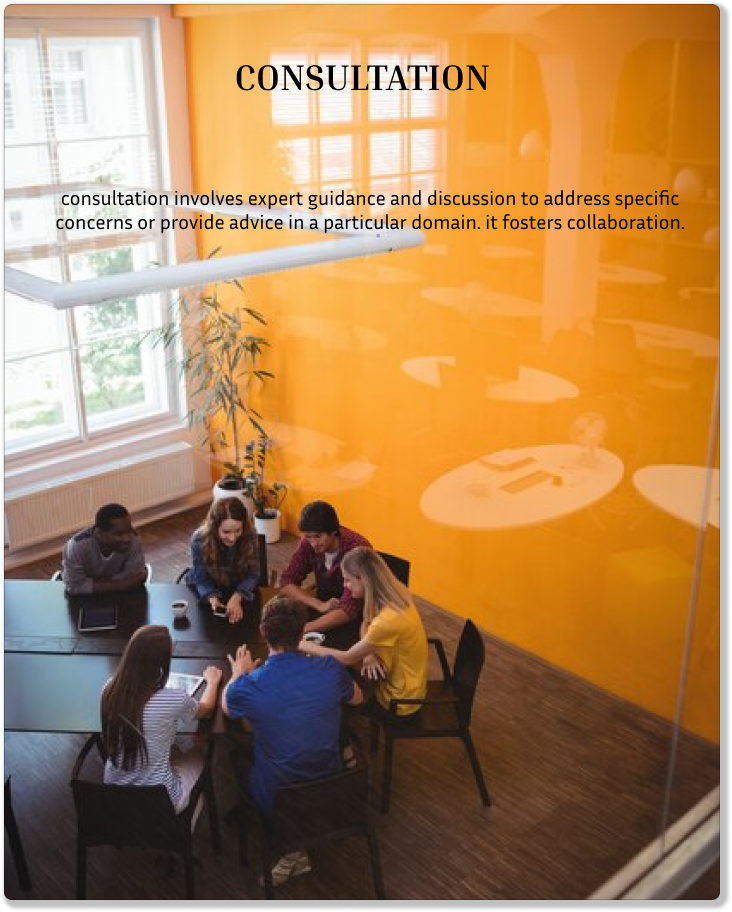 CONSULTATION
consultation involves expert guidance and discussion to address specific
concerns or provide advice in a particular domain. it fosters collaboration.